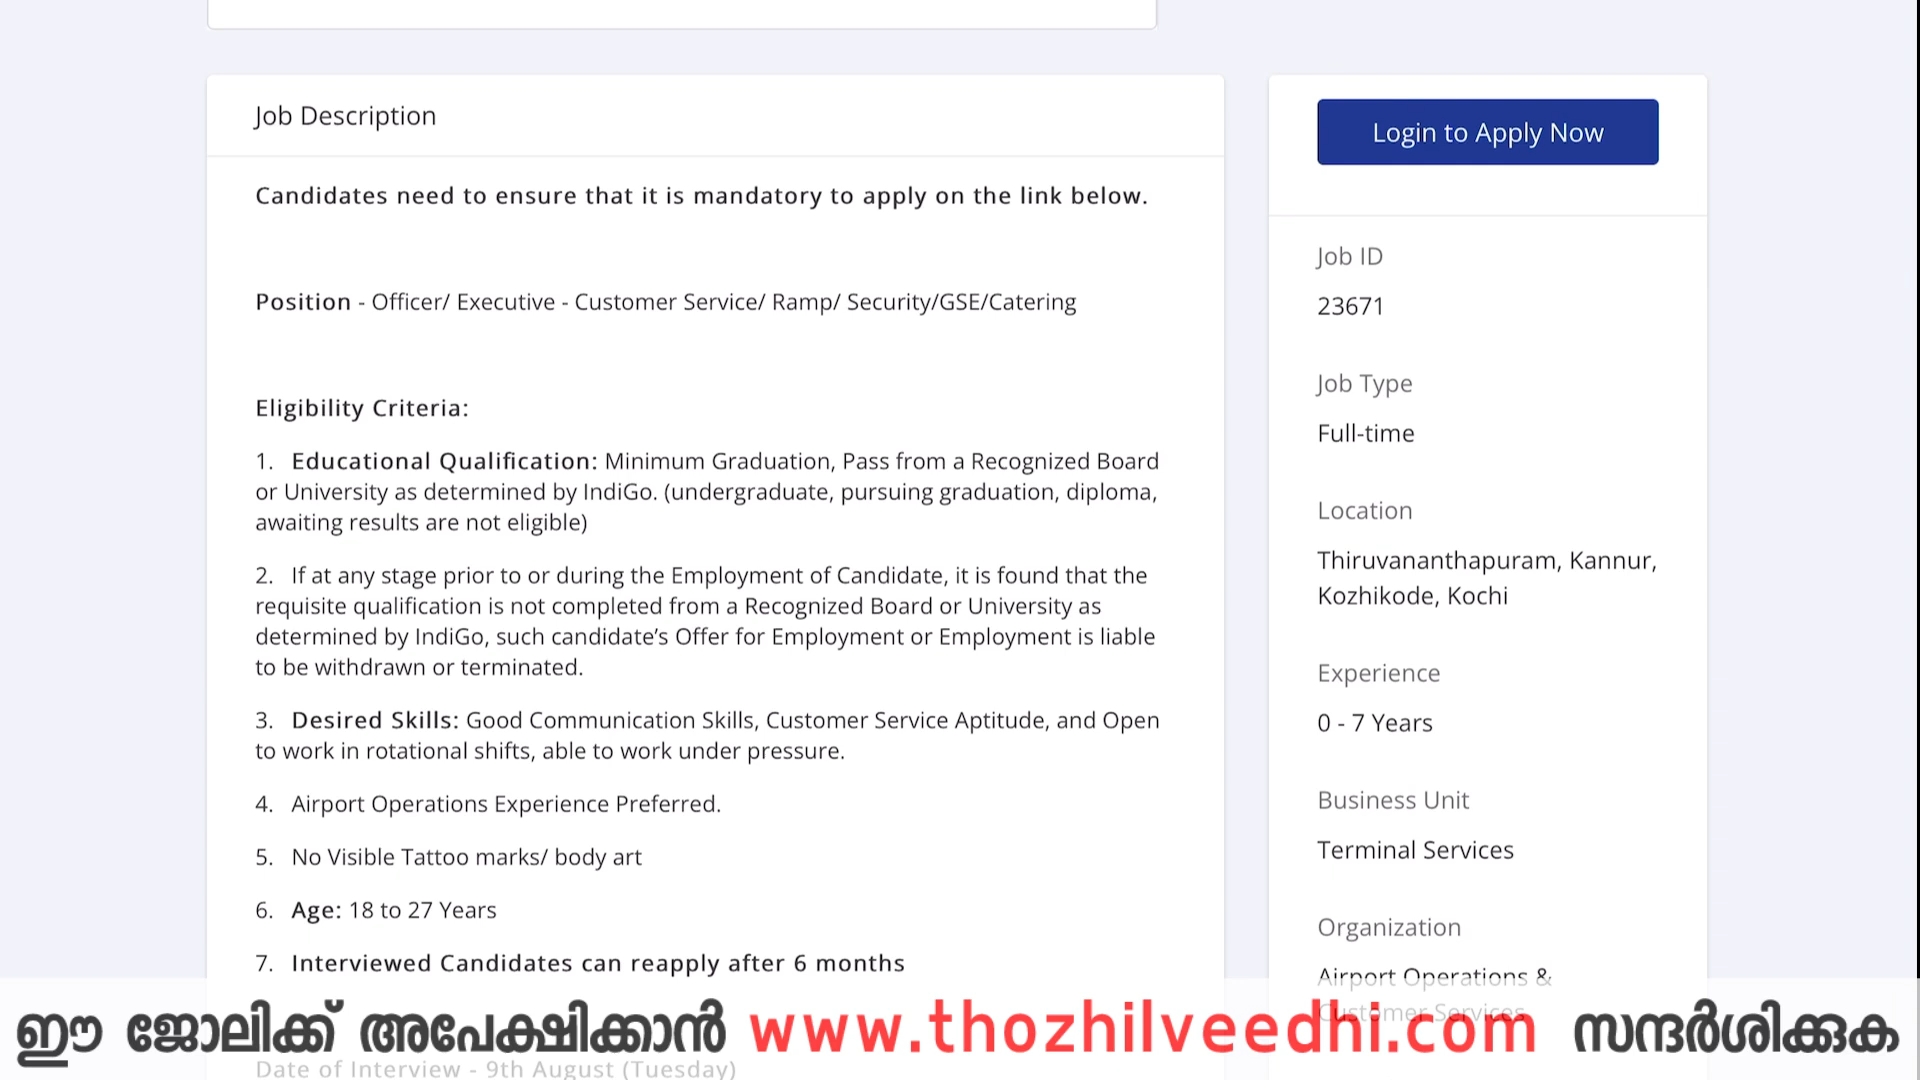 Job Description
Candidates need to ensure that it is mandatory to apply on the link below.
Position - Officer/ Executive - Customer Service/ Ramp/ Security/GSE/Catering
Eligibility Criteria:
1. Educational Qualification: Minimum Graduation, Pass from a Recognized Board
or University as determined by IndiGo. (undergraduate, pursuing graduation, diploma,
awaiting results are not eligible)
2. If at any stage prior to or during the Employment of Candidate, it is found that the
requisite qualification is not completed from a Recognized Board or University as
determined by IndiGo, such candidate’s Offer for Employment or Employment is liable
to be withdrawn or terminated.
3. Desired Skills: Good Communication Skills, Customer Service Aptitude, and Open
to work in rotational shifts, able to work under pressure.
4. Airport Operations Experience Preferred.
5. No Visible Tattoo marks/ body art
6. Age: 18 to 27 Years
7. Interviewed Candidates can reapply after 6 months
Date of Interview - 9th August (Tuesday)
Login to Apply Now
Job ID
23671
Job Type
Full-time
Location
Thiruvananthapuram, Kannur,
Kozhikode, Kochi
Experience
0 - 7 Years
Business Unit
Terminal Services
Organization
Airport Operations &
Customer Services
ഈ ജോലിക്ക് അപേക്ഷിക്കാൻ www.thozhilveedhi.com സന്ദർശിക്കുക